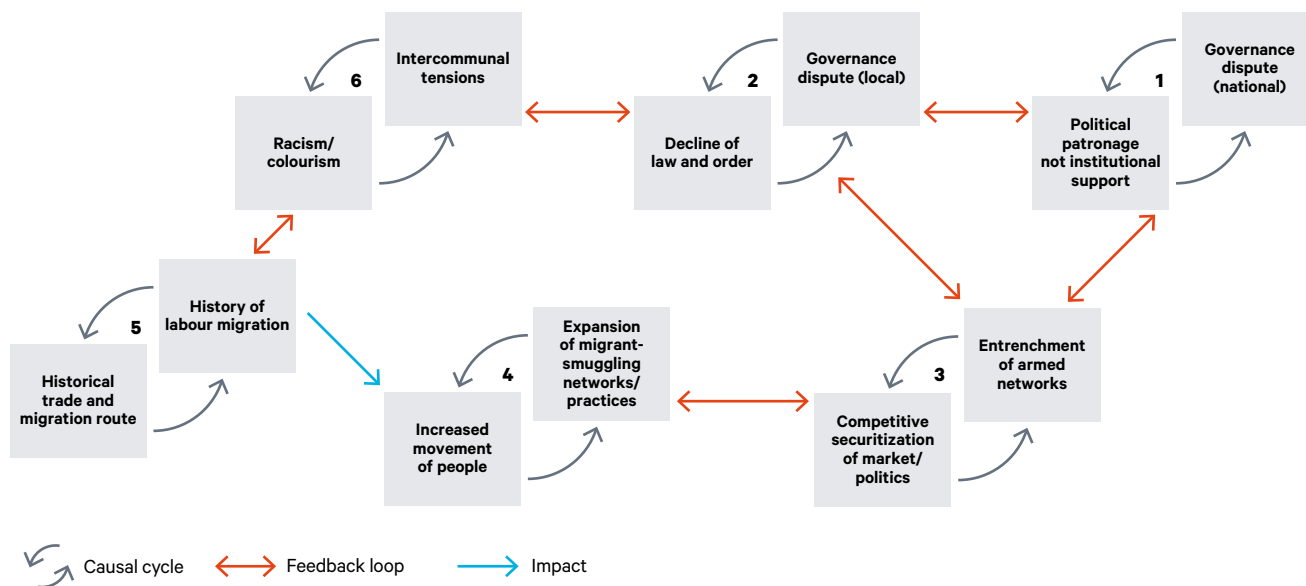 Intercommunal
tensions
6
Racism/
colourism
Governance
dispute (local)
2
Decline of
law and order
Governance
dispute
(national)
1
Political
patronage
not institutional
support
History of
labour migration
5
Historical
trade and
migration route
Expansion
of migrant-
smuggling
networks/
practices
4
Increased
movement
of people
Entrenchment
of armed
networks
3
Competitive
securitization
of market/
politics
Causal cycle
Feedback loop
Impact